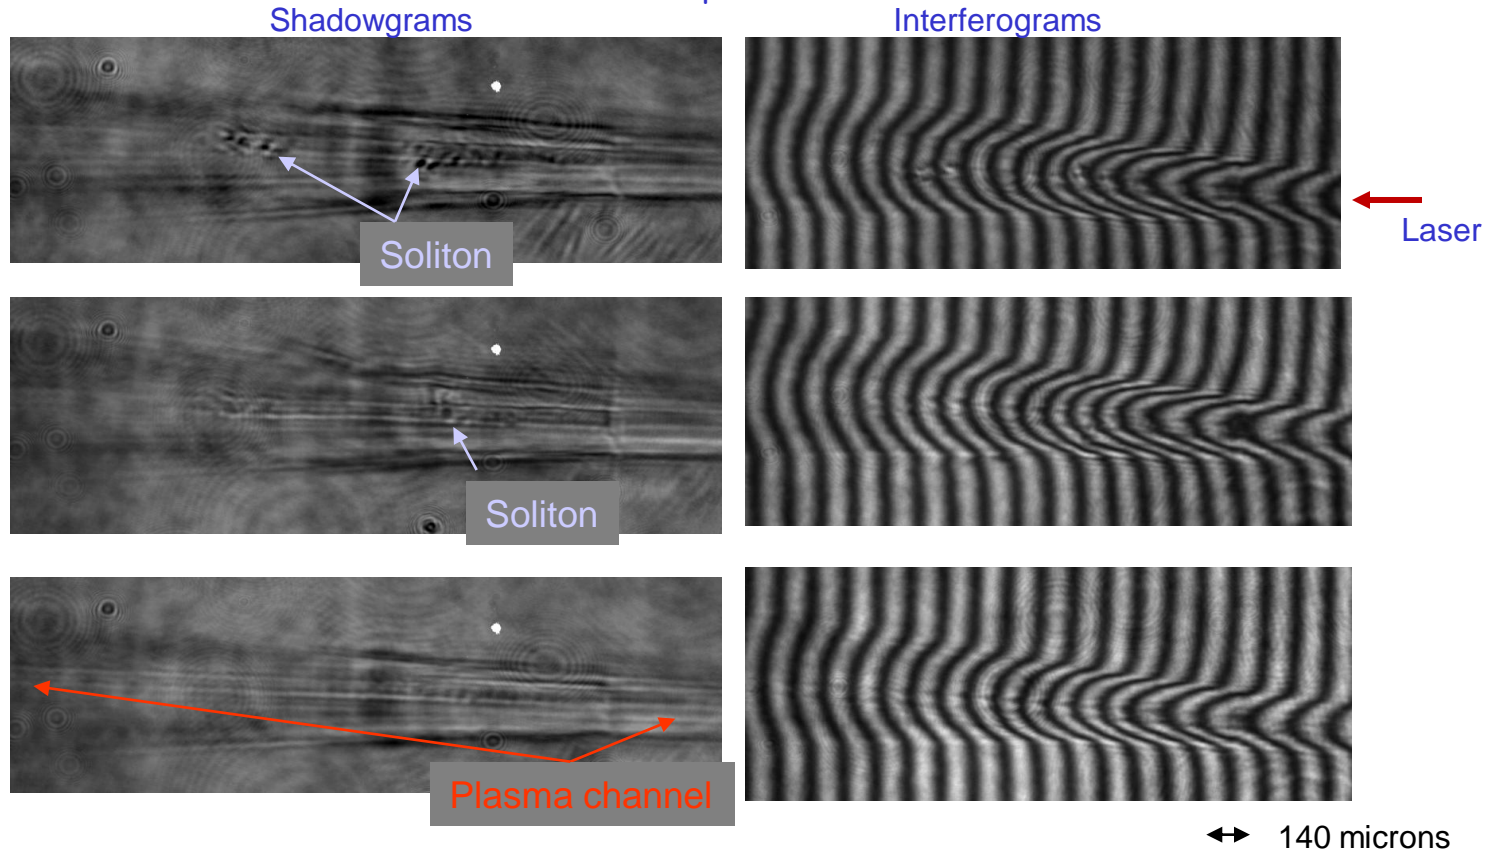 Shadowgrams
Interferograms
Soliton
Laser
Soliton
Plasma channel
140 microns